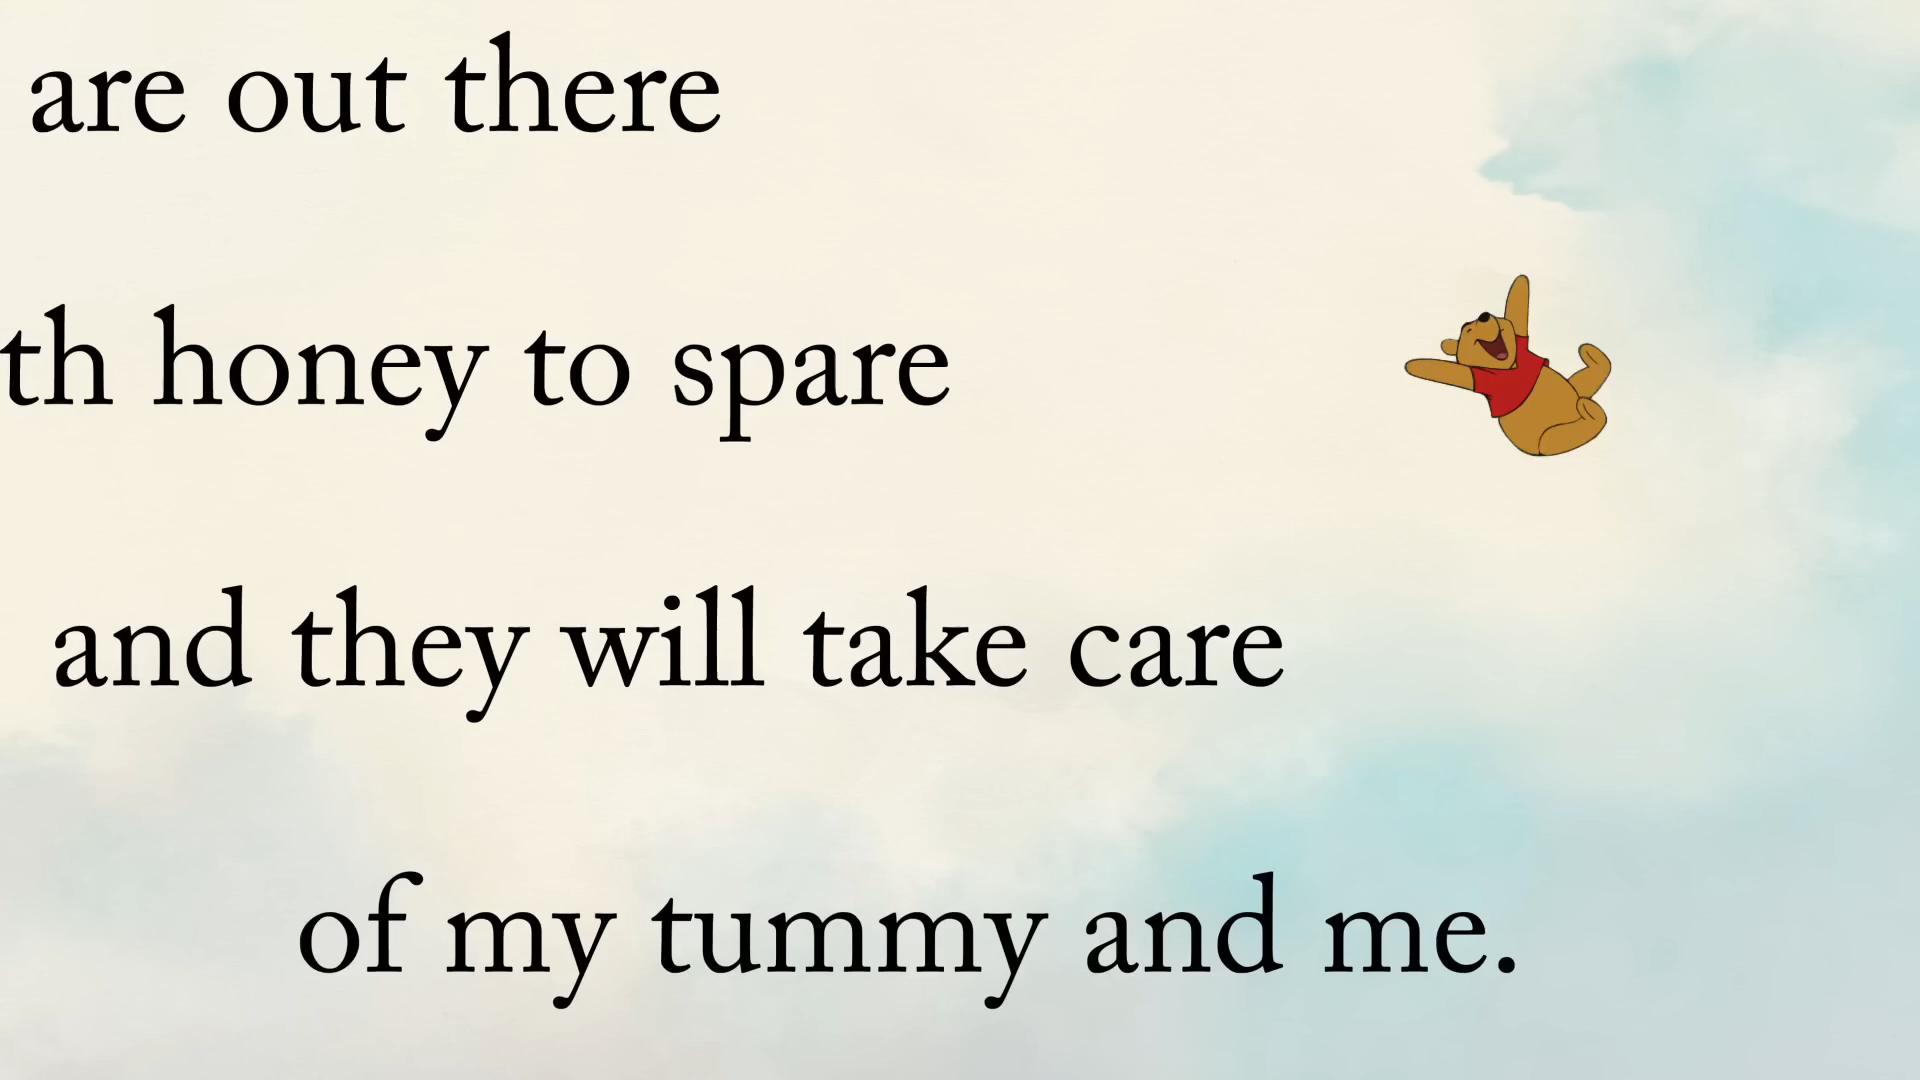 are out there
th honey to spare
and they will take care
of my tummy and me.